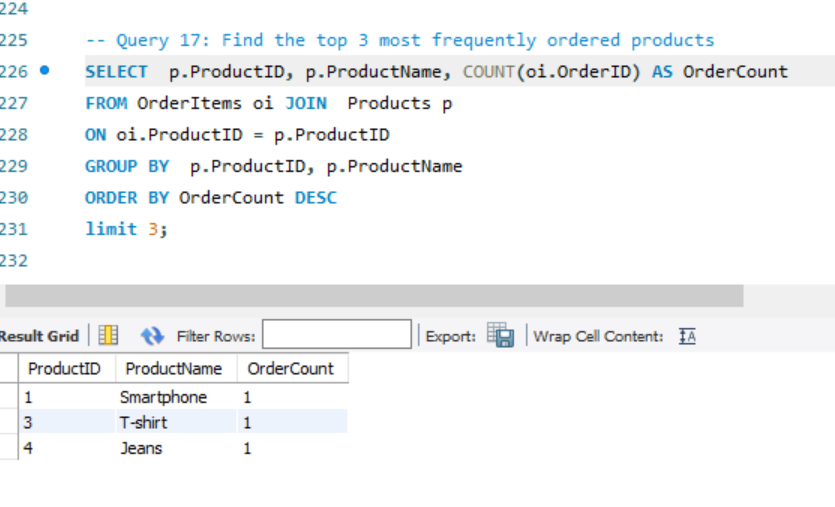 224
225 -- Query 17: Find the top 3 most frequently ordered products
226 SELECT p.ProductID, p.ProductName, COUNT(oi.OrderID) AS OrderCount
227 FROM OrderItems oi JOIN Products p
228 ON oi.ProductID = p.ProductID
229 GROUP BY p.ProductID, p.ProductName
230 ORDER BY OrderCount DESC
231 limit 3;
232
Result Grid Filter Rows: Export: Wrap Cell Content:
ProductID ProductName OrderCount
1 Smartphone 1
3 T-shirt 1
4 Jeans 1